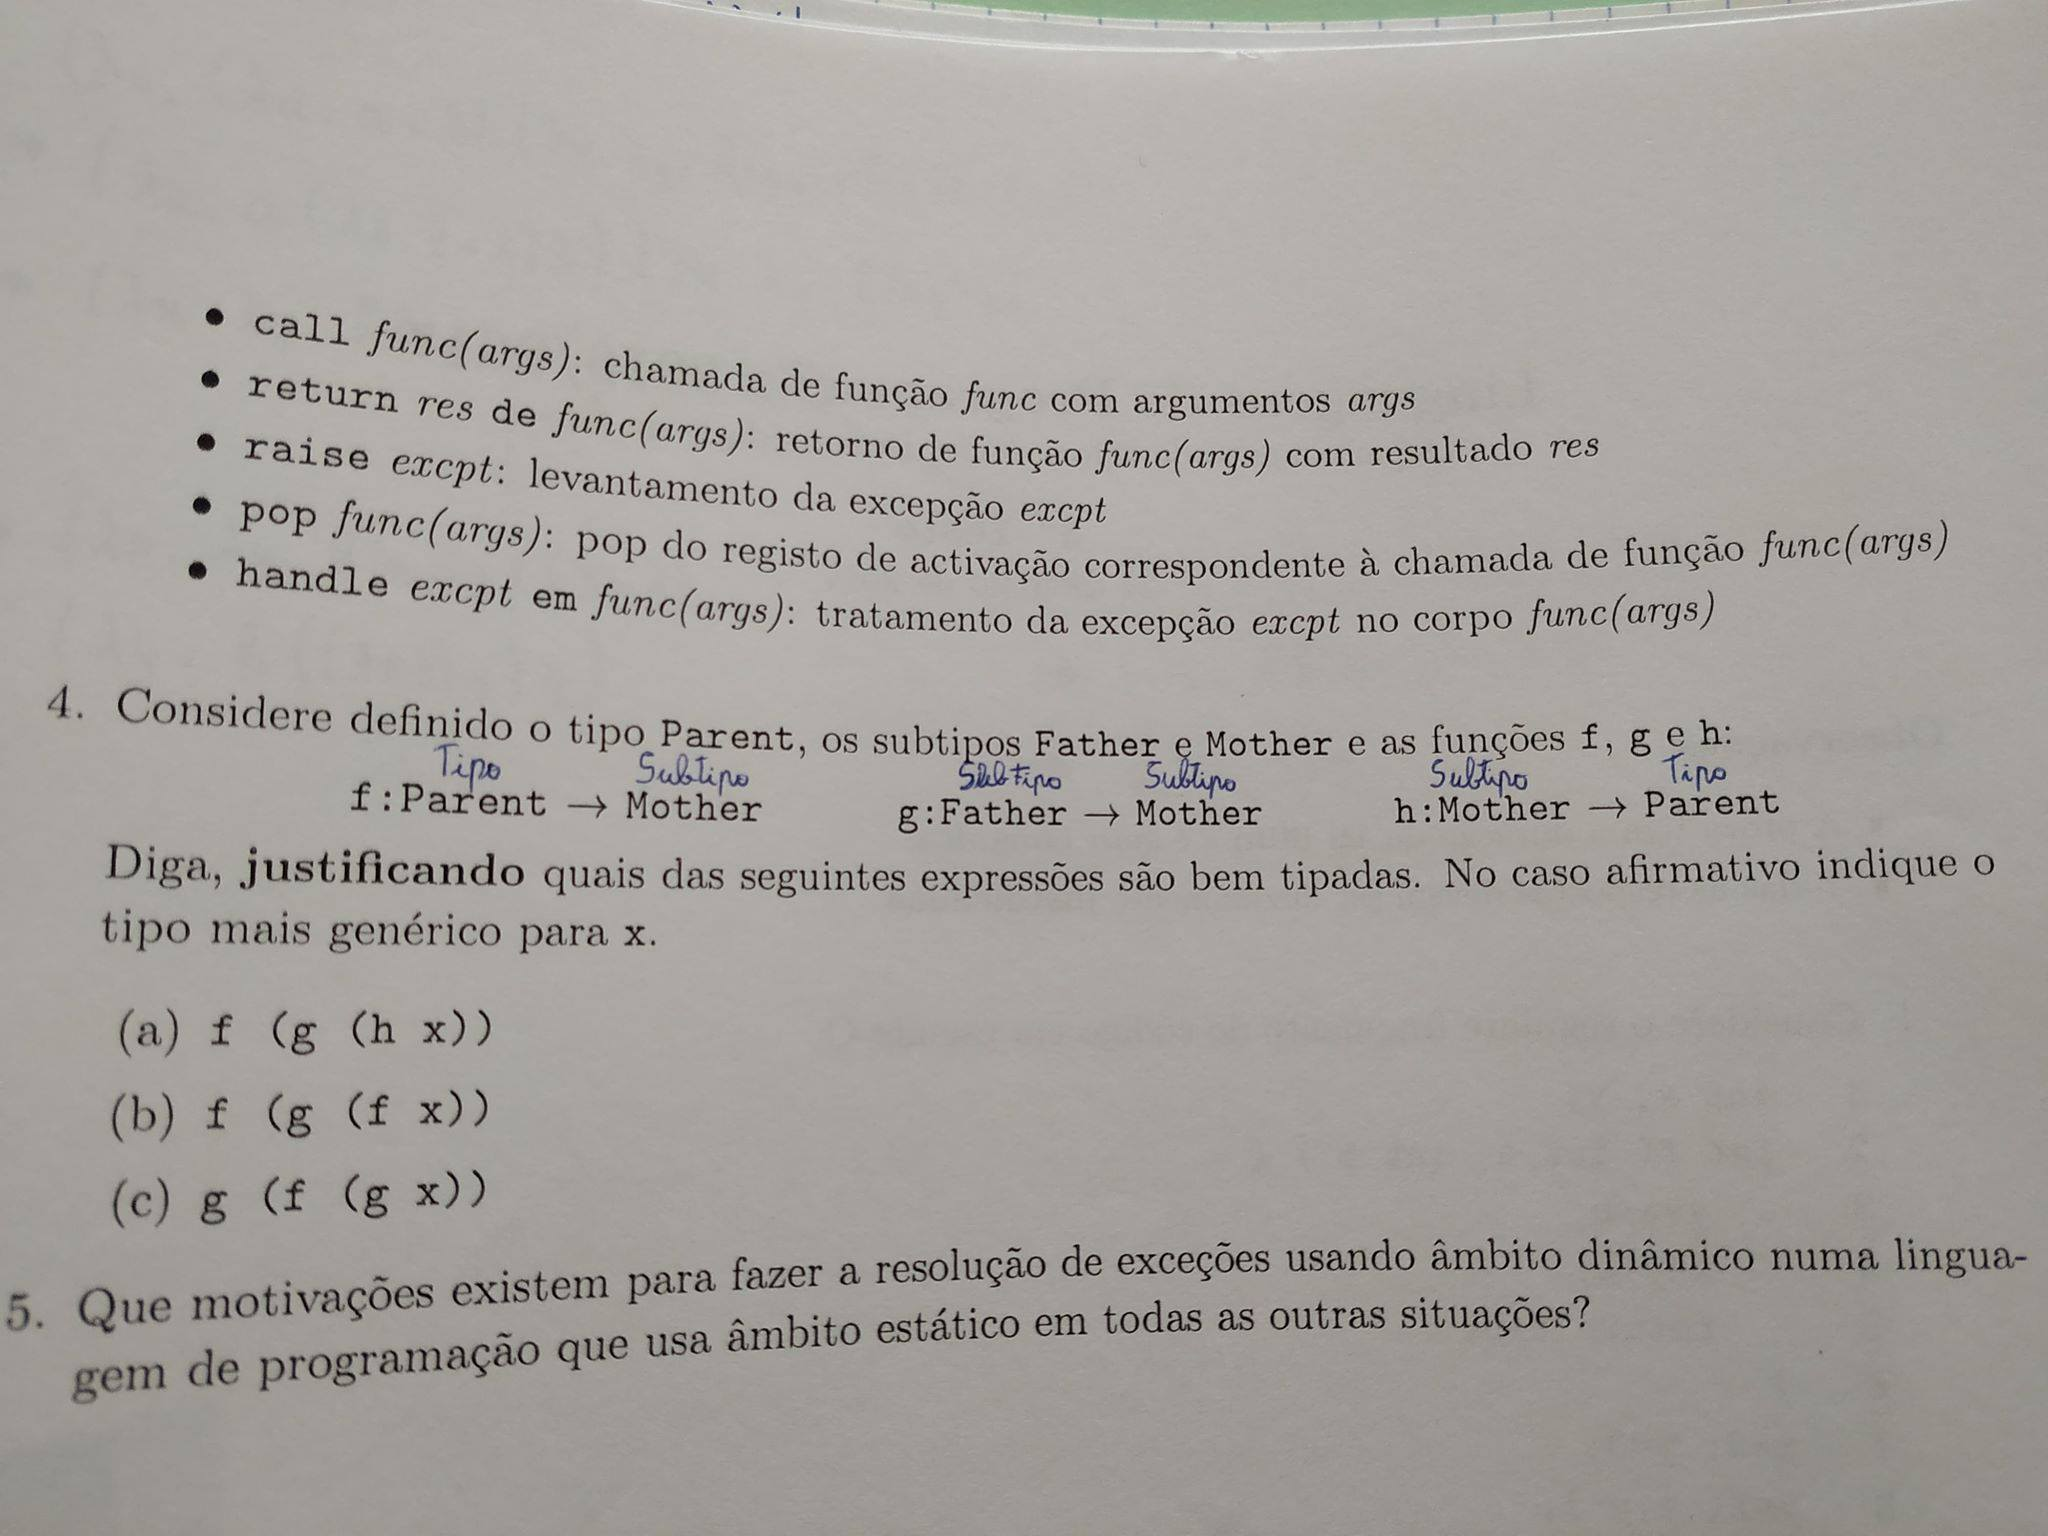 • call func(args): chamada de função func com argumentos args
• return res de func(args): retorno de função func(args) com resultado res
• raise excpt: levantamento da excepção excpt
• pop func(args): pop do registo de activação correspondente à chamada de função func(args)
• handle excpt em func(args): tratamento da excepção excpt no corpo func(args)
4. Considere definido o tipo Parent, os subtipos Father e Mother e as funções f, g e h:
Tipo Subtipo Subtipo Subtipo Subtipo Tipo
f:Parent → Mother g:Father → Mother h:Mother → Parent
Diga, justificando quais das seguintes expressões são bem tipadas. No caso afirmativo indique o
tipo mais genérico para x.
(a) f (g (h x))
(b) f (g (f x))
(c) g (f (g x))
5. Que motivações existem para fazer a resolução de exceções usando âmbito dinâmico numa lingua-
gem de programação que usa âmbito estático em todas as outras situações?